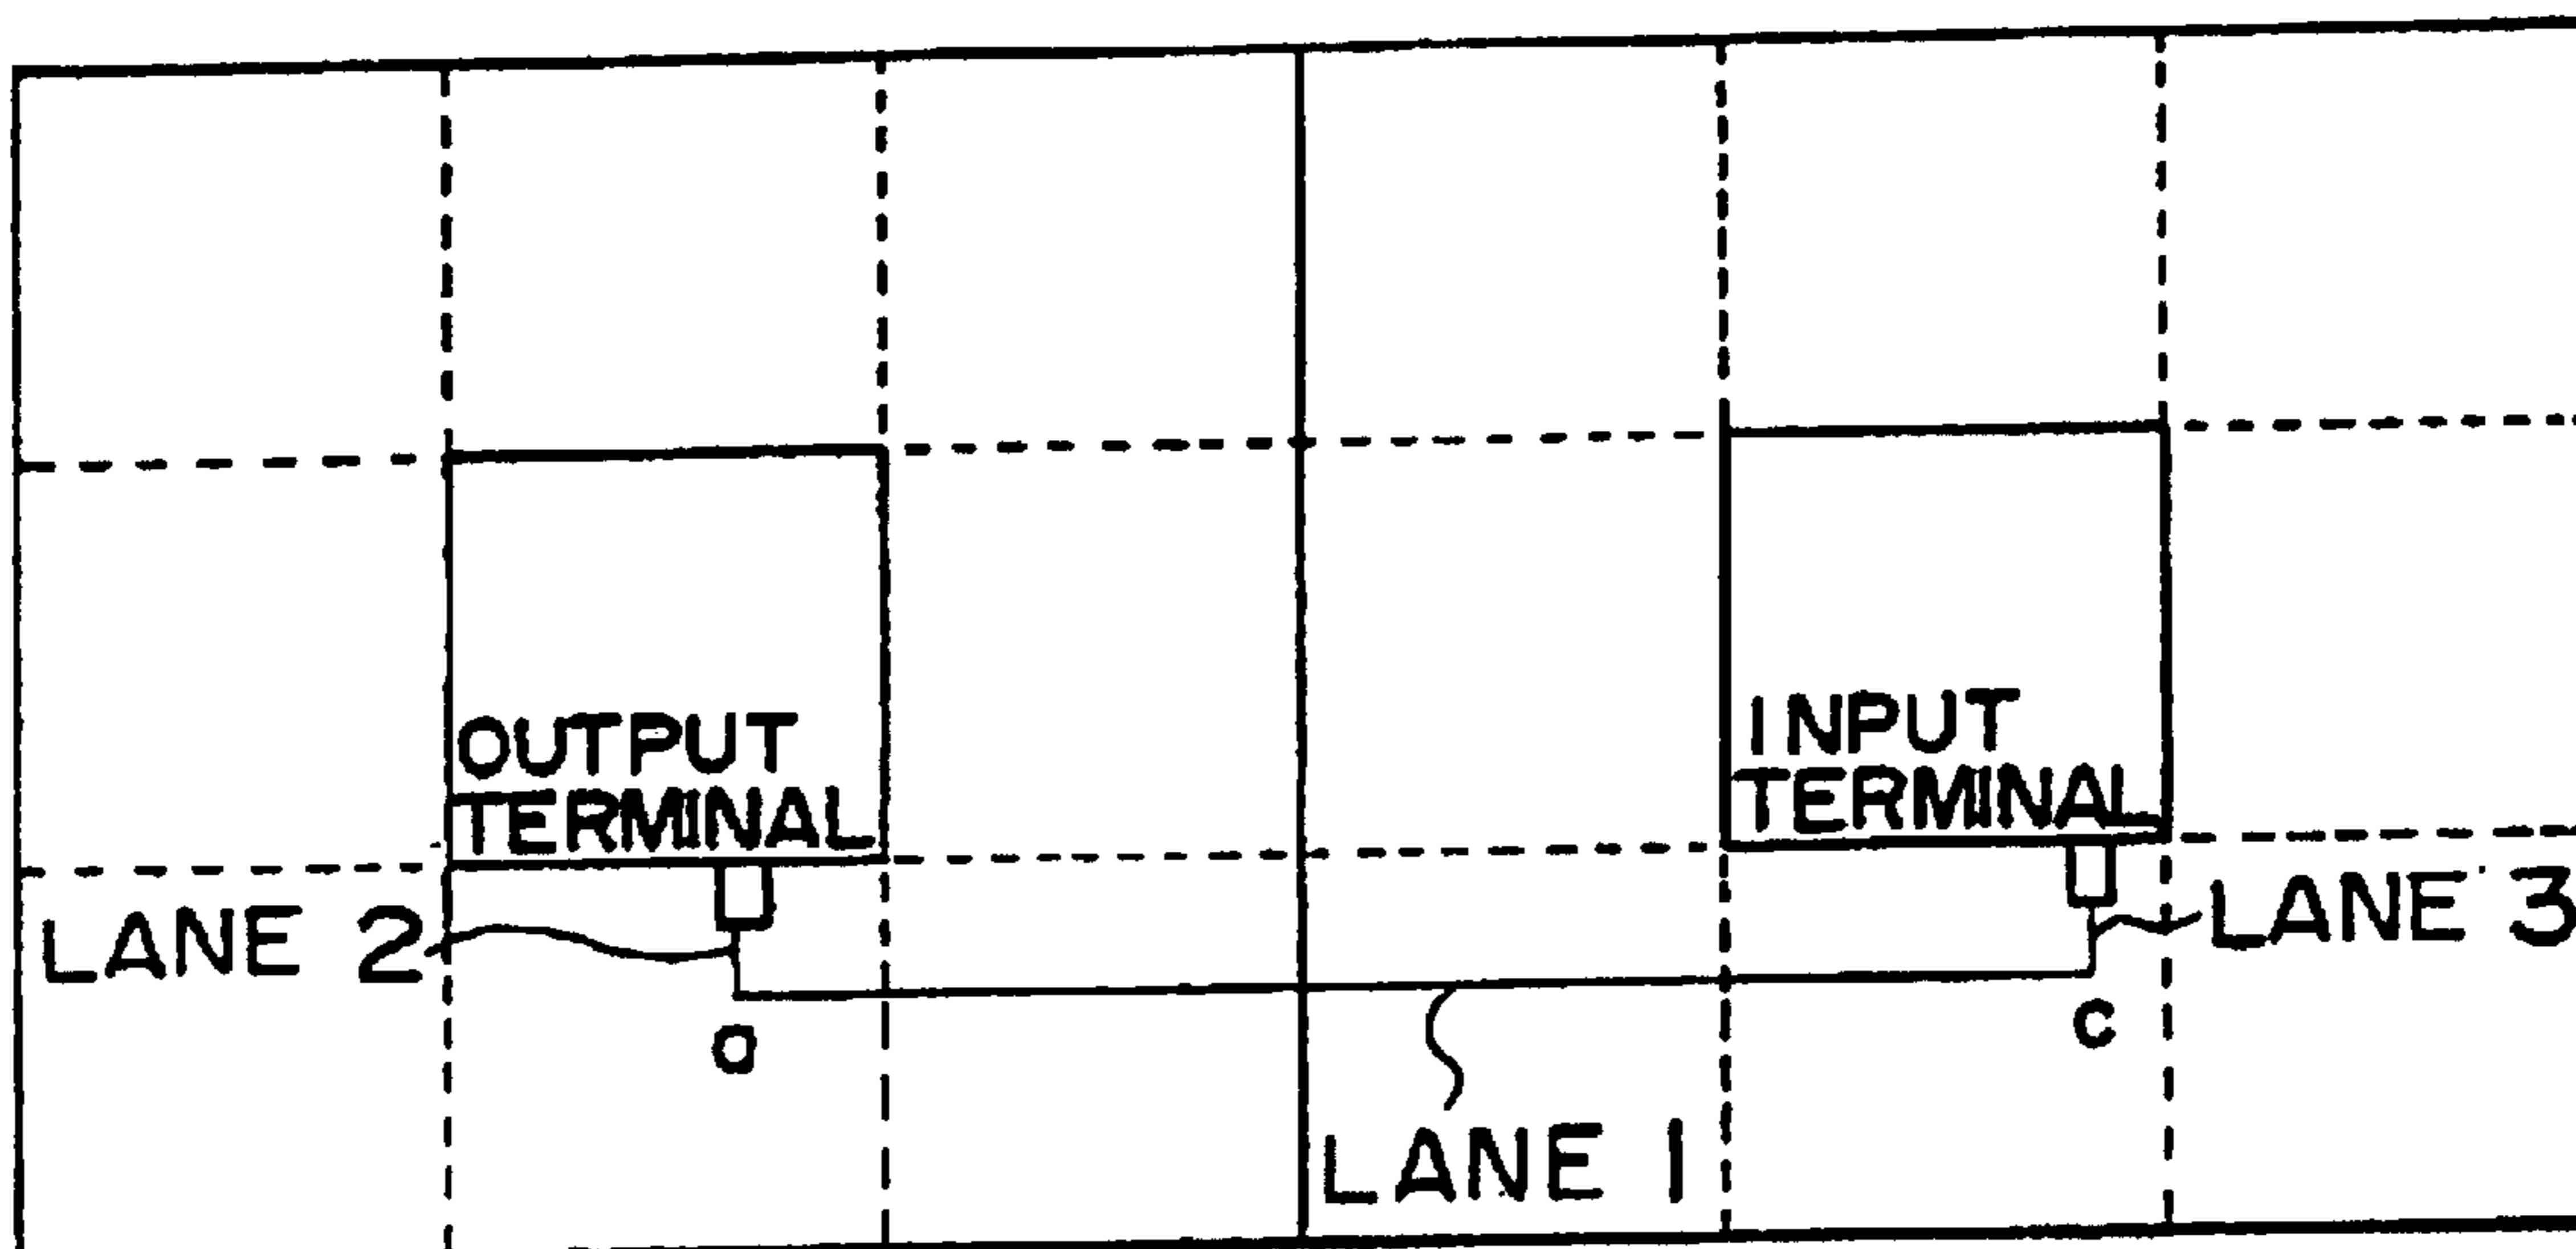 OUTPUT
TERMINAL
INPUT
TERMINAL
LANE 2
LANE 3
a
c
LANE 1